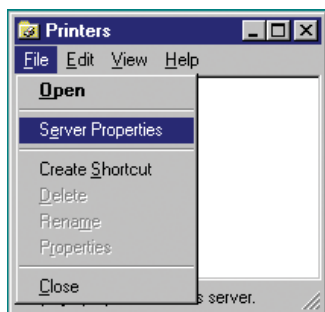 Printers
File Edit View Help
Open
Server Properties
Create Shortcut
Delete
Rename
Properties
Close
s server.